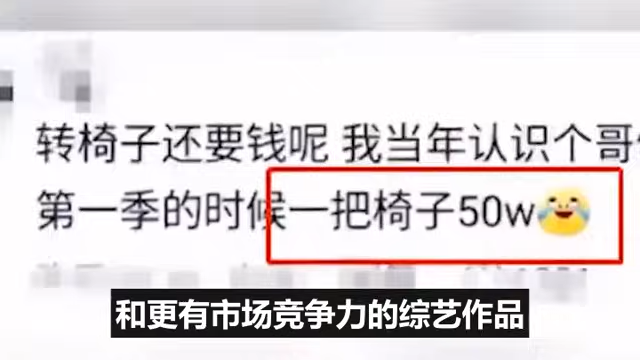 转椅子还要钱呢 我当年认识个哥
第一季的时候一把椅子50w😂
和更有市场竞争力的综艺作品